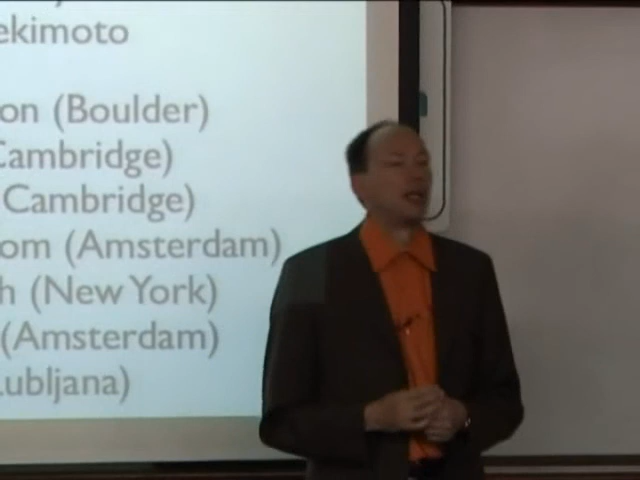 ekimoto
on (Boulder)
Cambridge)
Cambridge)
om (Amsterdam)
h (New York)
(Amsterdam)
ubljana)